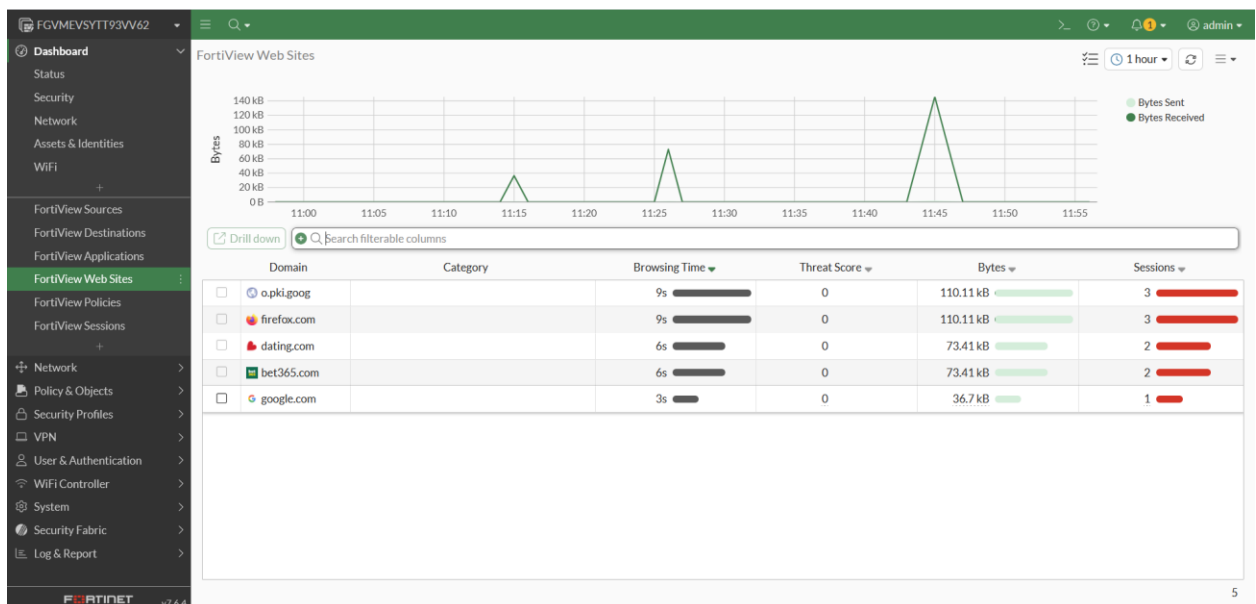 FGVMEVSYTT93VV62
admin
1
Dashboard
Status
Security
Network
Assets & Identities
WiFi
+
FortiView Sources
FortiView Destinations
FortiView Applications
FortiView Web Sites
FortiView Policies
FortiView Sessions
+
Network
Policy & Objects
Security Profiles
VPN
User & Authentication
WiFi Controller
System
Security Fabric
Log & Report
FORTINET v7.6.4
FortiView Web Sites
1 hour
Bytes
140 kB
120 kB
100 kB
80 kB
60 kB
40 kB
20 kB
0 B
11:00 11:05 11:10 11:15 11:20 11:25 11:30 11:35 11:40 11:45 11:50 11:55
Bytes Sent
Bytes Received
Drill down Search filterable columns
Domain Category Browsing Time Threat Score Bytes Sessions
o.pki.goog 9s 0 110.11 kB 3
firefox.com 9s 0 110.11 kB 3
dating.com 6s 0 73.41 kB 2
bet365.com 6s 0 73.41 kB 2
google.com 3s 0 36.7 kB 1
5